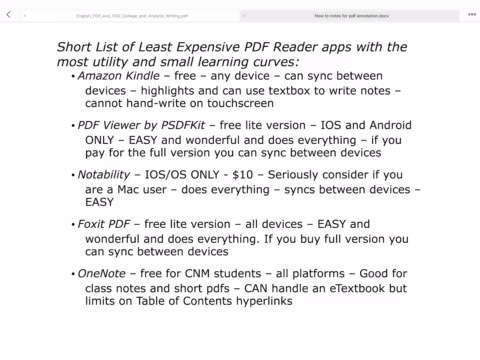 English_1101_and_1102_College_and_Analytic_Writing.pdf
How to notes for pdf annotation.docx
Short List of Least Expensive PDF Reader apps with the
most utility and small learning curves:
• Amazon Kindle – free – any device – can sync between
devices – highlights and can use textbox to write notes –
cannot hand-write on touchscreen
• PDF Viewer by PSDFKit – free lite version – IOS and Android
ONLY – EASY and wonderful and does everything – if you
pay for the full version you can sync between devices
• Notability – IOS/OS ONLY - $10 – Seriously consider if you
are a Mac user – does everything – syncs between devices –
EASY
• Foxit PDF – free lite version – all devices – EASY and
wonderful and does everything. If you buy full version you
can sync between devices
• OneNote – free for CNM students – all platforms – Good for
class notes and short pdfs – CAN handle an eTextbook but
limits on Table of Contents hyperlinks